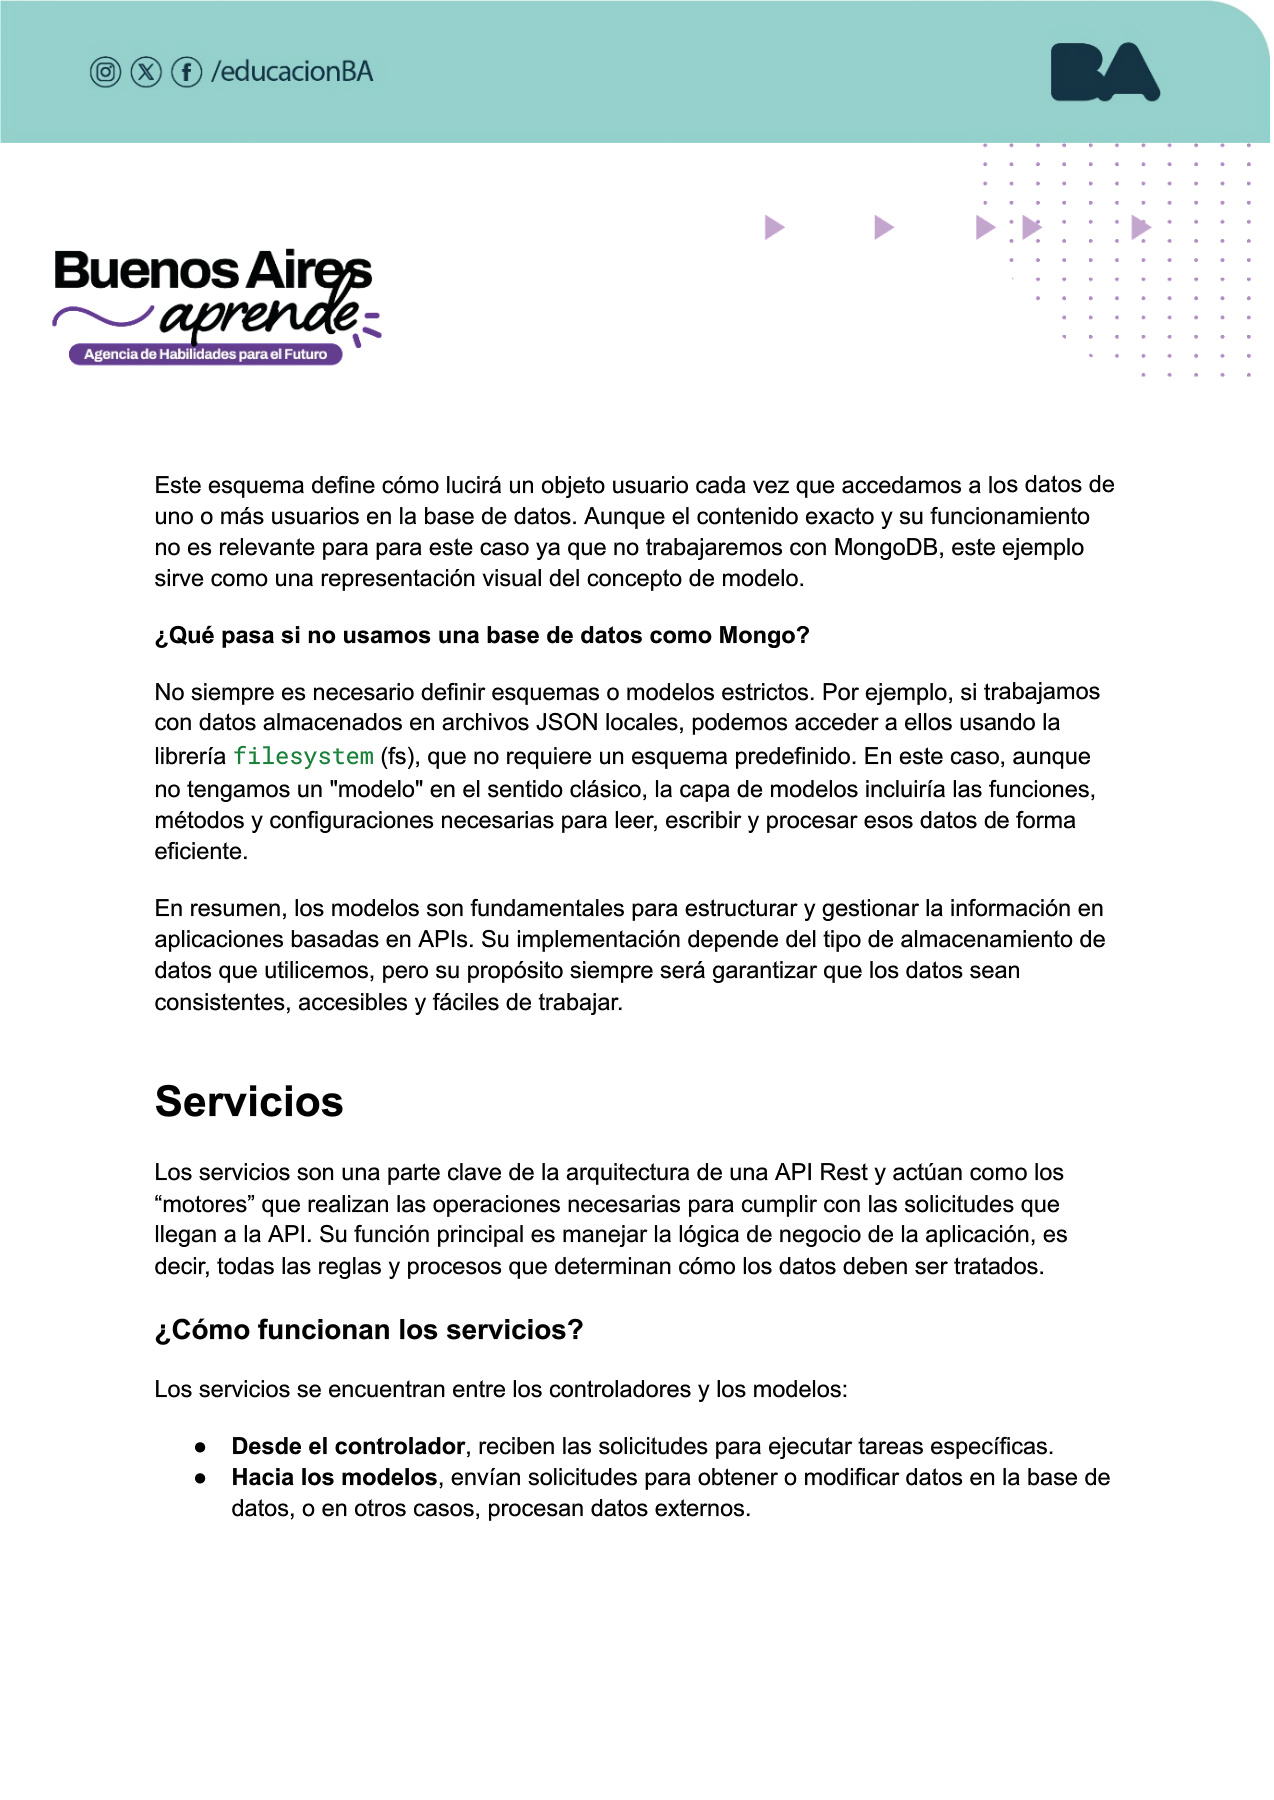 /educacionBA
BA
Buenos Aires
aprende
Agencia de Habilidades para el Futuro
Este esquema define cómo lucirá un objeto usuario cada vez que accedamos a los datos de
uno o más usuarios en la base de datos. Aunque el contenido exacto y su funcionamiento
no es relevante para para este caso ya que no trabajaremos con MongoDB, este ejemplo
sirve como una representación visual del concepto de modelo.
¿Qué pasa si no usamos una base de datos como Mongo?
No siempre es necesario definir esquemas o modelos estrictos. Por ejemplo, si trabajamos
con datos almacenados en archivos JSON locales, podemos acceder a ellos usando la
librería filesystem (fs), que no requiere un esquema predefinido. En este caso, aunque
no tengamos un "modelo" en el sentido clásico, la capa de modelos incluiría las funciones,
métodos y configuraciones necesarias para leer, escribir y procesar esos datos de forma
eficiente.
En resumen, los modelos son fundamentales para estructurar y gestionar la información en
aplicaciones basadas en APIs. Su implementación depende del tipo de almacenamiento de
datos que utilicemos, pero su propósito siempre será garantizar que los datos sean
consistentes, accesibles y fáciles de trabajar.
Servicios
Los servicios son una parte clave de la arquitectura de una API Rest y actúan como los
“motores” que realizan las operaciones necesarias para cumplir con las solicitudes que
llegan a la API. Su función principal es manejar la lógica de negocio de la aplicación, es
decir, todas las reglas y procesos que determinan cómo los datos deben ser tratados.
¿Cómo funcionan los servicios?
Los servicios se encuentran entre los controladores y los modelos:
● Desde el controlador, reciben las solicitudes para ejecutar tareas específicas.
● Hacia los modelos, envían solicitudes para obtener o modificar datos en la base de
datos, o en otros casos, procesan datos externos.